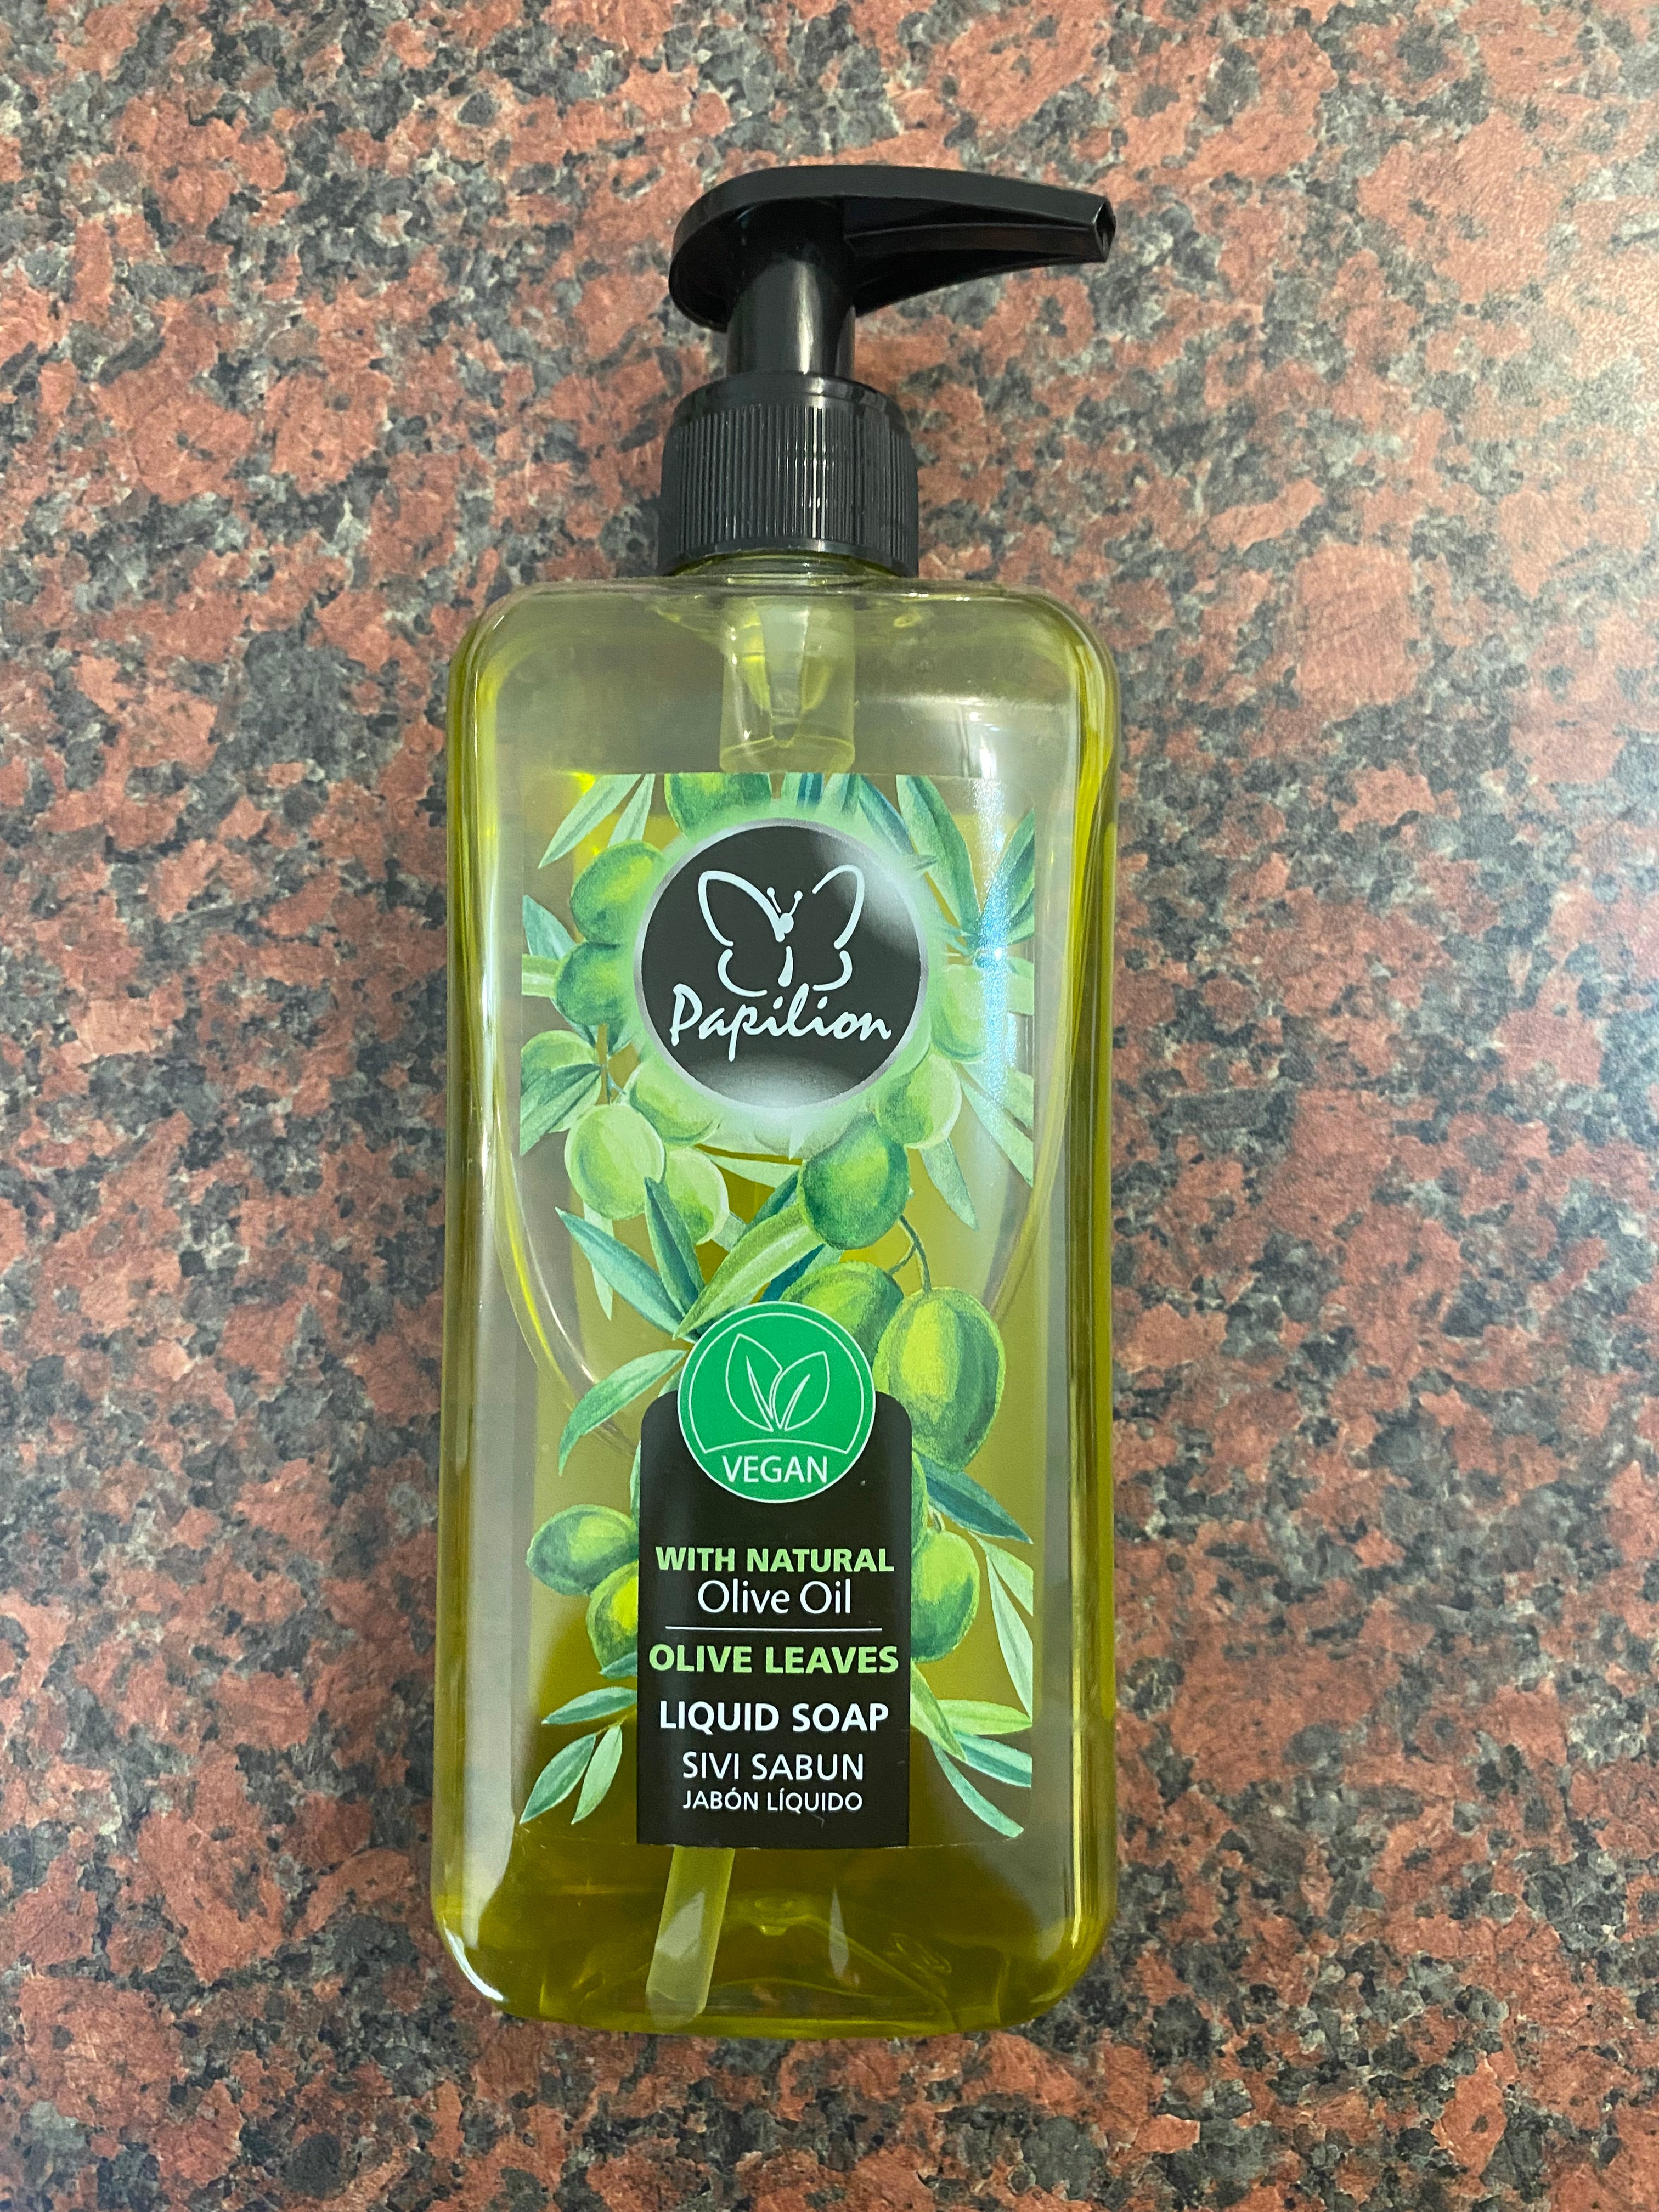 Papilion
VEGAN
WITH NATURAL
Olive Oil
OLIVE LEAVES
LIQUID SOAP
SIVI SABUN
JABÓN LÍQUIDO